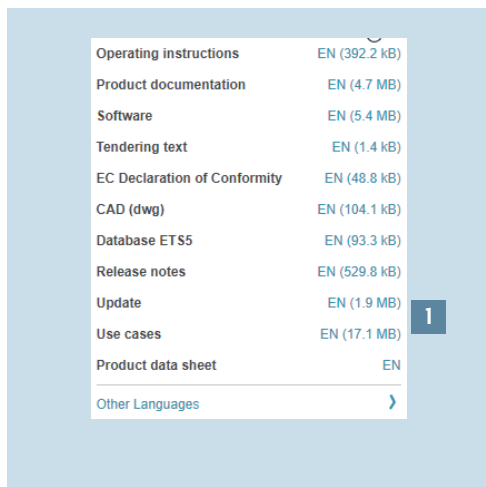 Operating instructions EN (392.2 kB)
Product documentation EN (4.7 MB)
Software EN (5.4 MB)
Tendering text EN (1.4 kB)
EC Declaration of Conformity EN (48.8 kB)
CAD (dwg) EN (104.1 kB)
Database ETS5 EN (93.3 kB)
Release notes EN (529.8 kB)
Update EN (1.9 MB)
1
Use cases EN (17.1 MB)
Product data sheet EN
Other Languages